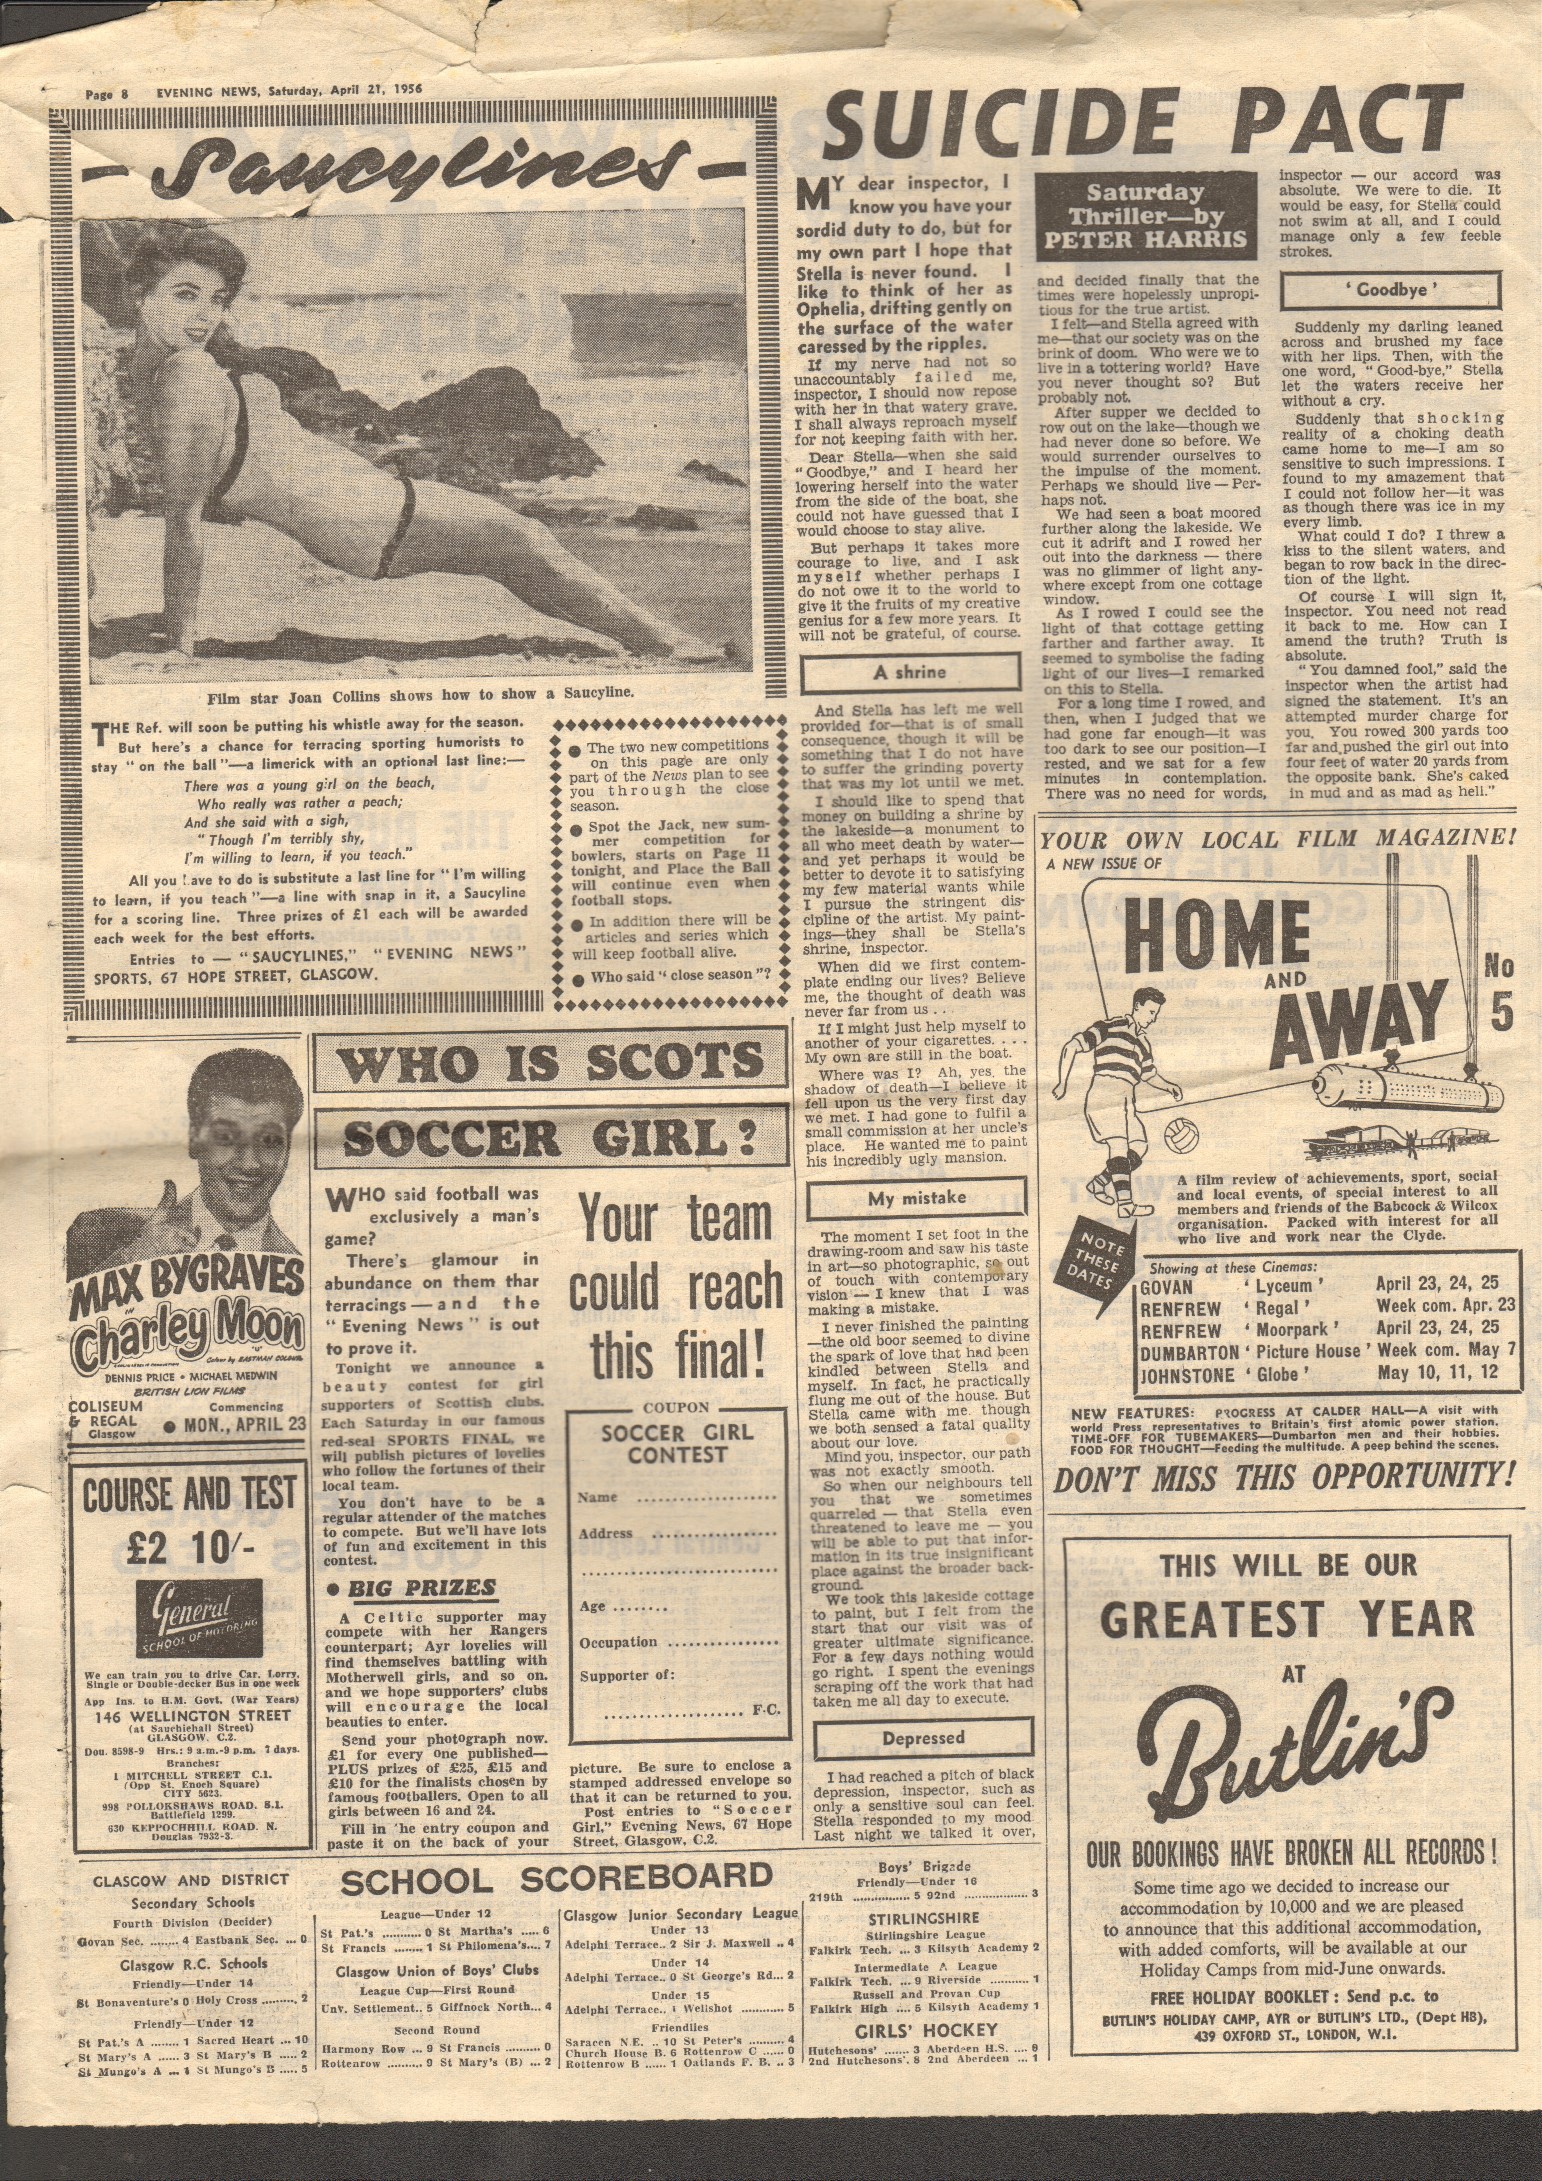 Page 8 EVENING NEWS, Saturday, April 21, 1956
- Saucylines -
Film star Joan Collins shows how to show a Saucyline.
THE Ref. will soon be putting his whistle away for the season.
But here's a chance for terracing sporting humorists to
stay "on the ball"—a limerick with an optional last line:—
There was a young girl on the beach,
Who really was rather a peach;
And she said with a sigh,
"Though I'm terribly shy,
I'm willing to learn, if you teach."
All you have to do is substitute a last line for "I'm willing
to learn, if you teach"—a line with snap in it, a Saucyline
for a scoring line. Three prizes of £1 each will be awarded
each week for the best efforts.
Entries to — "SAUCYLINES," "EVENING NEWS"
SPORTS, 67 HOPE STREET, GLASGOW.
● The two new competitions
on this page are only
part of the News plan to see
you through the close
season.
● Spot the Jack, new sum-
mer competition for
bowlers, starts on Page 11
tonight, and Place the Ball
will continue even when
football stops.
● In addition there will be
articles and series which
will keep football alive.
● Who said "close season"?
SUICIDE PACT
Saturday
Thriller—by
PETER HARRIS
MY dear inspector, I
know you have your
sordid duty to do, but for
my own part I hope that
Stella is never found. I
like to think of her as
Ophelia, drifting gently on
the surface of the water
caressed by the ripples.
If my nerve had not so
unaccountably failed me,
inspector, I should now repose
with her in that watery grave.
I shall always reproach myself
for not keeping faith with her.
Dear Stella—when she said
"Goodbye," and I heard her
lowering herself into the water
from the side of the boat, she
could not have guessed that I
would choose to stay alive.
But perhaps it takes more
courage to live, and I ask
myself whether perhaps I
do not owe it to the world to
give it the fruits of my creative
genius for a few more years. It
will not be grateful, of course.
A shrine
And Stella has left me well
provided for—that is of small
consequence, though it will be
something that I do not have
to suffer the grinding poverty
that was my lot until we met.
I should like to spend that
money on building a shrine by
the lakeside—a monument to
all who meet death by water—
and yet perhaps it would be
better to devote it to satisfying
my few material wants while
I pursue the stringent dis-
cipline of the artist. My paint-
ings—they shall be Stella's
shrine, inspector.
When did we first contem-
plate ending our lives? Believe
me, the thought of death was
never far from us . . .
If I might just help myself to
another of your cigarettes. . . .
My own are still in the boat.
Where was I? Ah, yes, the
shadow of death—I believe it
fell upon us the very first day
we met. I had gone to fulfil a
small commission at her uncle's
place. He wanted me to paint
his incredibly ugly mansion.
My mistake
The moment I set foot in the
drawing-room and saw his taste
in art—so photographic, so out
of touch with contemporary
vision — I knew that I was
making a mistake.
I never finished the painting
—the old boor seemed to divine
the spark of love that had been
kindled between Stella and
myself. In fact, he practically
flung me out of the house. But
Stella came with me, though
we both sensed a fatal quality
about our love.
Mind you, inspector, our path
was not exactly smooth.
So when our neighbours tell
you that we sometimes
quarreled — that Stella even
threatened to leave me — you
will be able to put that infor-
mation in its true insignificant
place against the broader back-
ground.
We took this lakeside cottage
to paint, but I felt from the
start that our visit was of
greater ultimate significance.
For a few days nothing would
go right. I spent the evenings
scraping off the work that had
taken me all day to execute.
Depressed
I had reached a pitch of black
depression, inspector, such as
only a sensitive soul can feel.
Stella responded to my mood.
Last night we talked it over,
and decided finally that the
times were hopelessly unpropi-
tious for the true artist.
I felt—and Stella agreed with
me—that our society was on the
brink of doom. Who were we to
live in a tottering world? Have
you never thought so? But
probably not.
After supper we decided to
row out on the lake—though we
had never done so before. We
would surrender ourselves to
the impulse of the moment.
Perhaps we should live — Per-
haps not.
We had seen a boat moored
further along the lakeside. We
cut it adrift and I rowed her
out into the darkness — there
was no glimmer of light any-
where except from one cottage
window.
As I rowed I could see the
light of that cottage getting
farther and farther away. It
seemed to symbolise the fading
light of our lives—I remarked
on this to Stella.
For a long time I rowed, and
then, when I judged that we
had gone far enough—it was
too dark to see our position—I
rested, and we sat for a few
minutes in contemplation.
There was no need for words,
inspector — our accord was
absolute. We were to die. It
would be easy, for Stella could
not swim at all, and I could
manage only a few feeble
strokes.
'Goodbye'
Suddenly my darling leaned
across and brushed my face
with her lips. Then, with the
one word, "Good-bye," Stella
let the waters receive her
without a cry.
Suddenly that shocking
reality of a choking death
came home to me—I am so
sensitive to such impressions. I
found to my amazement that
I could not follow her—it was
as though there was ice in my
every limb.
What could I do? I threw a
kiss to the silent waters, and
began to row back in the direc-
tion of the light.
Of course I will sign it,
inspector. You need not read
it back to me. How can I
amend the truth? Truth is
absolute.
"You damned fool," said the
inspector when the artist had
signed the statement. It's an
attempted murder charge for
you. You rowed 300 yards too
far and pushed the girl out into
four feet of water 20 yards from
the opposite bank. She's caked
in mud and as mad as hell."
MAX BYGRAVES
IN
Charley Moon
"U"
Colour by EASTMAN COLOUR
DENNIS PRICE • MICHAEL MEDWIN
BRITISH LION FILMS
COLISEUM
& REGAL
Glasgow
Commencing
● MON., APRIL 23
COURSE AND TEST
£2 10/-
General
SCHOOL OF MOTORING
We can train you to drive Car, Lorry,
Single or Double-decker Bus in one week
App Ins. to H.M. Govt. (War Years)
146 WELLINGTON STREET
(at Sauchiehall Street)
GLASGOW, C.2.
Dou. 8598-9 Hrs.: 9 a.m.-9 p.m. 7 days.
Branches:
1 MITCHELL STREET C.1.
(Opp St. Enoch Square)
CITY 5623.
998 POLLOKSHAWS ROAD, S.1.
Battlefield 1299.
630 KEPPOCHHILL ROAD, N.
Douglas 7932-3.
WHO IS SCOTS
SOCCER GIRL?
WHO said football was
exclusively a man's
game?
There's glamour in
abundance on them thar
terracings — and the
"Evening News" is out
to prove it.
Tonight we announce a
beauty contest for girl
supporters of Scottish clubs.
Each Saturday in our famous
red-seal SPORTS FINAL, we
will publish pictures of lovelies
who follow the fortunes of their
local team.
You don't have to be a
regular attender of the matches
to compete. But we'll have lots
of fun and excitement in this
contest.
● BIG PRIZES
A Celtic supporter may
compete with her Rangers
counterpart; Ayr lovelies will
find themselves battling with
Motherwell girls, and so on,
and we hope supporters' clubs
will encourage the local
beauties to enter.
Send your photograph now.
£1 for every one published—
PLUS prizes of £25, £15 and
£10 for the finalists chosen by
famous footballers. Open to all
girls between 16 and 24.
Fill in the entry coupon and
paste it on the back of your
Your team
could reach
this final!
COUPON
SOCCER GIRL
CONTEST
Name ....................
Address ..................
............................
Age ........
Occupation ................
Supporter of:
.................... F.C.
picture. Be sure to enclose a
stamped addressed envelope so
that it can be returned to you.
Post entries to "Soccer
Girl," Evening News, 67 Hope
Street, Glasgow, C.2.
YOUR OWN LOCAL FILM MAGAZINE!
A NEW ISSUE OF
HOME
AND
AWAY
No
5
A film review of achievements, sport, social
and local events, of special interest to all
members and friends of the Babcock & Wilcox
organisation. Packed with interest for all
who live and work near the Clyde.
NOTE
THESE
DATES
Showing at these Cinemas:
GOVAN 'Lyceum' April 23, 24, 25
RENFREW 'Regal' Week com. Apr. 23
RENFREW 'Moorpark' April 23, 24, 25
DUMBARTON 'Picture House' Week com. May 7
JOHNSTONE 'Globe' May 10, 11, 12
NEW FEATURES: PROGRESS AT CALDER HALL—A visit with
world Press representatives to Britain's first atomic power station.
TIME-OFF FOR TUBEMAKERS—Dumbarton men and their hobbies.
FOOD FOR THOUGHT—Feeding the multitude. A peep behind the scenes.
DON'T MISS THIS OPPORTUNITY!
THIS WILL BE OUR
GREATEST YEAR
AT
Butlin's
OUR BOOKINGS HAVE BROKEN ALL RECORDS!
Some time ago we decided to increase our
accommodation by 10,000 and we are pleased
to announce that this additional accommodation,
with added comforts, will be available at our
Holiday Camps from mid-June onwards.
FREE HOLIDAY BOOKLET : Send p.c. to
BUTLIN'S HOLIDAY CAMP, AYR or BUTLIN'S LTD., (Dept HB),
439 OXFORD ST., LONDON, W.I.
SCHOOL SCOREBOARD
GLASGOW AND DISTRICT
Secondary Schools
Fourth Division (Decider)
Govan Sec. ........ 4 Eastbank Sec. ... 0
Glasgow R.C. Schools
Friendly—Under 14
St Bonaventure's 0 Holy Cross ......... 2
Friendly—Under 12
St Pat.'s A ....... 1 Sacred Heart ... 10
St Mary's A ..... 3 St Mary's B ..... 2
St Mungo's A ... 1 St Mungo's B ..... 5
League—Under 12
St Pat.'s ........... 0 St Martha's ..... 6
St Francis ........ 1 St Philomena's.... 7
Glasgow Union of Boys' Clubs
League Cup—First Round
Unv. Settlement.. 5 Giffnock North... 4
Second Round
Harmony Row ... 9 St Francis .......... 0
Rottenrow ......... 9 St Mary's (B) ... 2
Glasgow Junior Secondary League
Under 13
Adelphi Terrace.. 2 Sir J. Maxwell .. 4
Under 14
Adelphi Terrace.. 0 St George's Rd... 2
Under 15
Adelphi Terrace.. Wellshot ........... 5
Friendlies
Saracen N.E. .. 10 St Peter's ......... 4
Church House B. 6 Rottenrow C ..... 0
Rottenrow B ..... 1 Oatlands F. B. .. 3
Boys' Brigade
Friendly—Under 16
219th ............... 5 92nd ................. 3
STIRLINGSHIRE
Stirlingshire League
Falkirk Tech. ... 3 Kilsyth Academy 2
Intermediate A League
Falkirk Tech. ... 9 Riverside .......... 1
Russell and Provan Cup
Falkirk High .... 5 Kilsyth Academy 1
GIRLS' HOCKEY
Hutchesons' ...... 3 Aberdeen H.S. ....
2nd Hutchesons'. 8 2nd Aberdeen ... 1